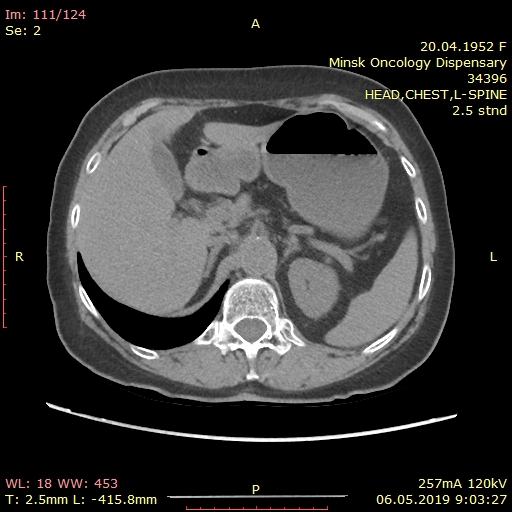 Im: 111/124
Se: 2
A
20.04.1952 F
Minsk Oncology Dispensary
34396
HEAD,CHEST,L-SPINE
2.5 stnd
R
L
WL: 18 WW: 453
T: 2.5mm L: -415.8mm
P
257mA 120kV
06.05.2019 9:03:27